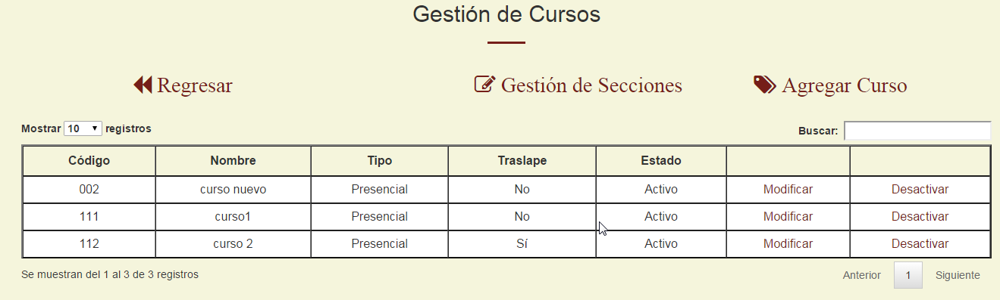 Gestión de Cursos
Regresar Gestión de Secciones Agregar Curso
Mostrar 10 registros Buscar:
Código Nombre Tipo Traslape Estado
002 curso nuevo Presencial No Activo Modificar Desactivar
111 curso1 Presencial No Activo Modificar Desactivar
112 curso 2 Presencial Sí Activo Modificar Desactivar
Se muestran del 1 al 3 de 3 registros Anterior 1 Siguiente